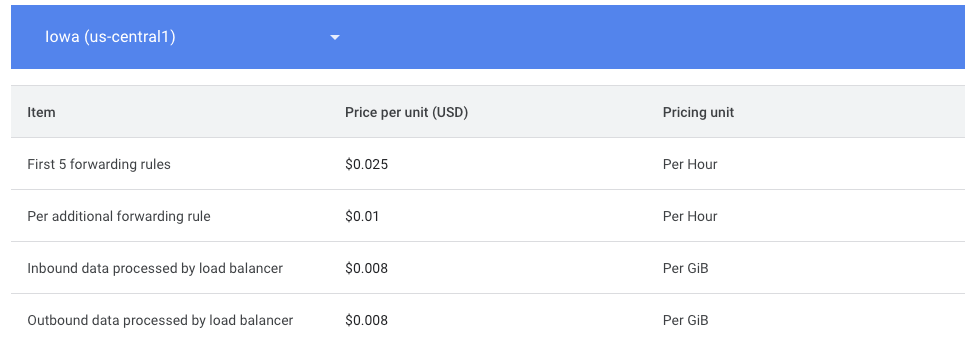 Iowa (us-central1)
Item Price per unit (USD) Pricing unit
First 5 forwarding rules $0.025 Per Hour
Per additional forwarding rule $0.01 Per Hour
Inbound data processed by load balancer $0.008 Per GiB
Outbound data processed by load balancer $0.008 Per GiB